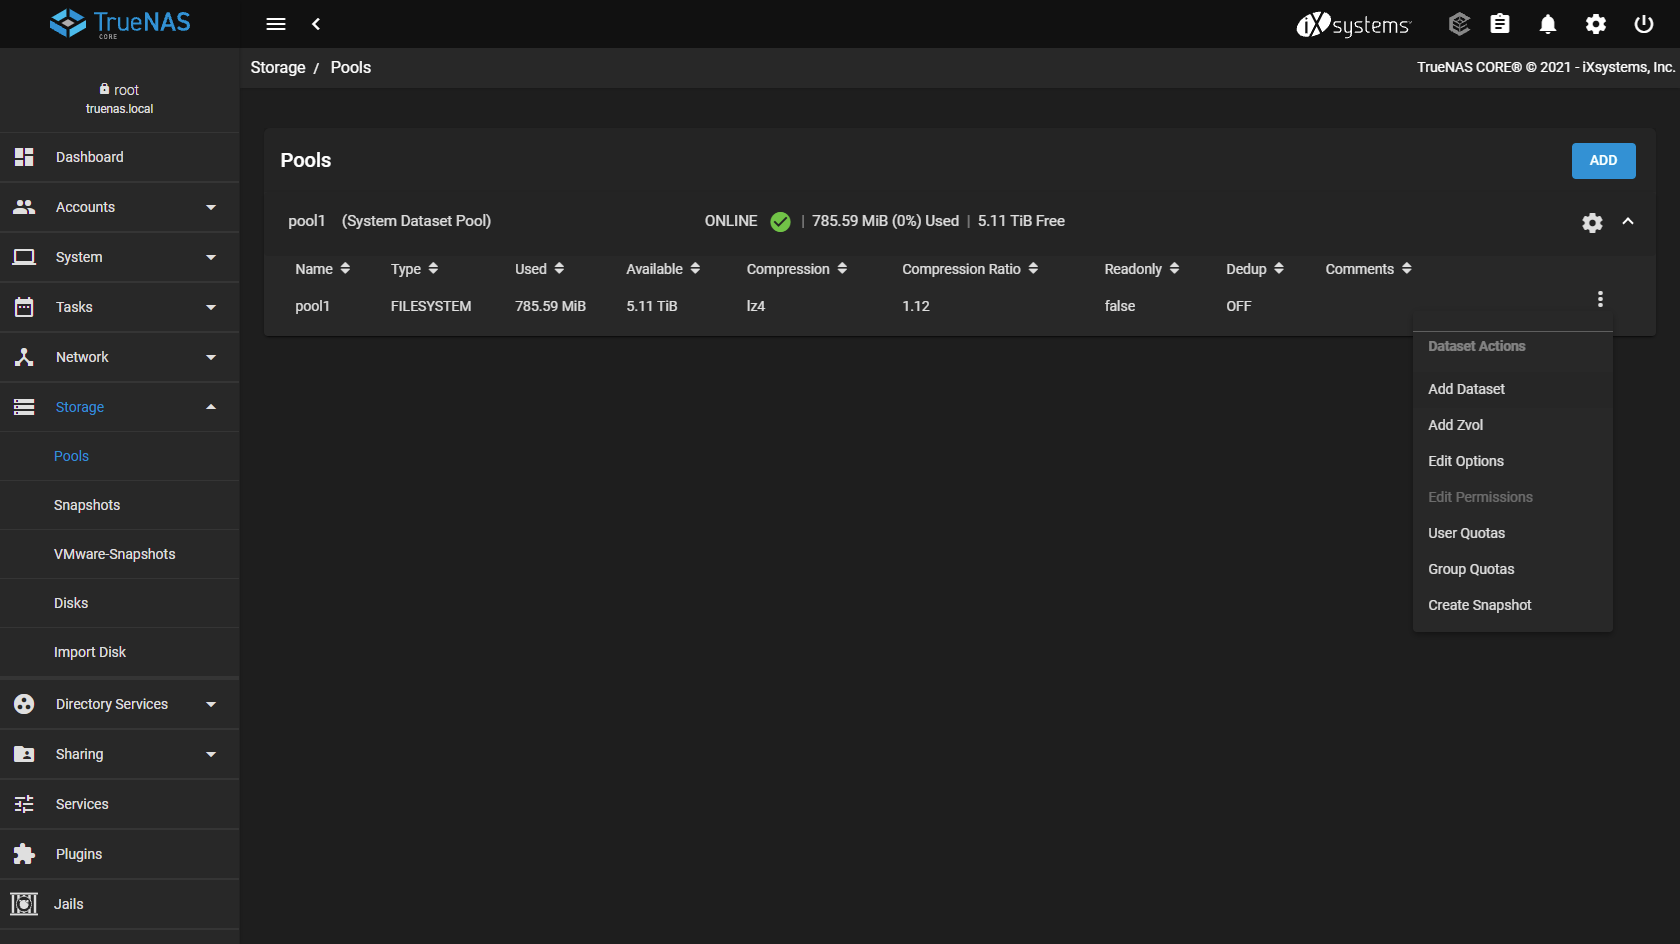 TrueNAS
CORE
iXsystems
Storage / Pools
TrueNAS CORE® © 2021 - iXsystems, Inc.
root
truenas.local
Dashboard
Accounts
System
Tasks
Network
Storage
Pools
Snapshots
VMware-Snapshots
Disks
Import Disk
Directory Services
Sharing
Services
Plugins
Jails
Pools
ADD
pool1 (System Dataset Pool) ONLINE | 785.59 MiB (0%) Used | 5.11 TiB Free
Name Type Used Available Compression Compression Ratio Readonly Dedup Comments
pool1 FILESYSTEM 785.59 MiB 5.11 TiB lz4 1.12 false OFF
Dataset Actions
Add Dataset
Add Zvol
Edit Options
Edit Permissions
User Quotas
Group Quotas
Create Snapshot